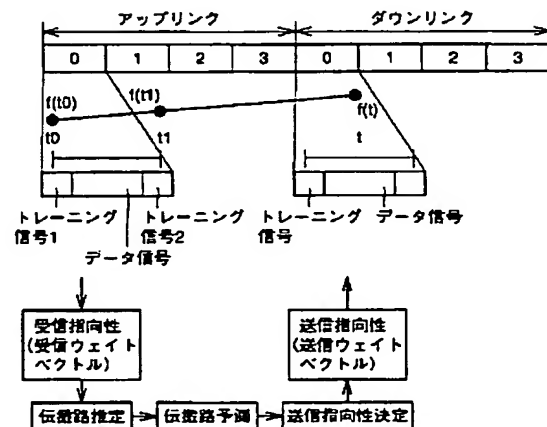 アップリンク ダウンリンク
0 1 2 3 0 1 2 3
f(t0) f(t1) f(t)
t0 t1 t
トレーニング
信号1
トレーニング
信号2
データ信号
トレーニング
信号
データ信号
受信指向性
(受信ウェイト
ベクトル)
送信指向性
(送信ウェイト
ベクトル)
伝搬路推定 伝搬路予測 送信指向性決定